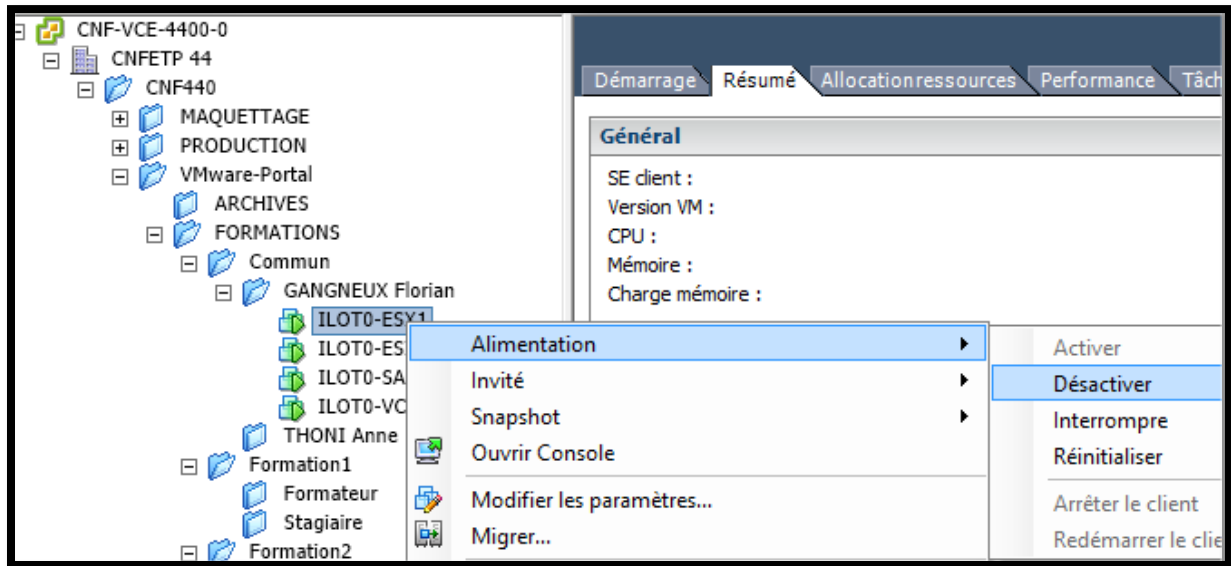 CNF-VCE-4400-0
CNFETP 44
CNF440
MAQUETTAGE
PRODUCTION
VMware-Portal
ARCHIVES
FORMATIONS
Commun
GANGNEUX Florian
ILOT0-ESX1
ILOT0-ES
ILOT0-SA
ILOT0-VC
THONI Anne
Formation1
Formateur
Stagiaire
Formation2
Démarrage Résumé Allocation ressources Performance Tâch
Général
SE client :
Version VM :
CPU :
Mémoire :
Charge mémoire :
Alimentation
Invité
Snapshot
Ouvrir Console
Modifier les paramètres...
Migrer...
Activer
Désactiver
Interrompre
Réinitialiser
Arrêter le client
Redémarrer le clie